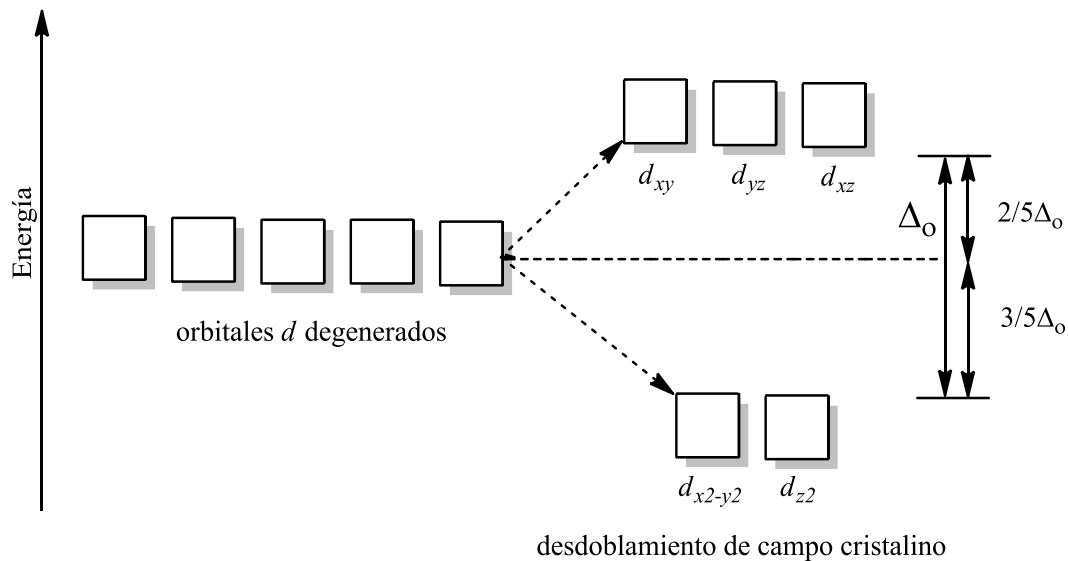 Energía
d_xy
d_yz
d_xz
Δ_o
2/5Δ_o
3/5Δ_o
orbitales d degenerados
d_x2-y2
d_z2
desdoblamiento de campo cristalino